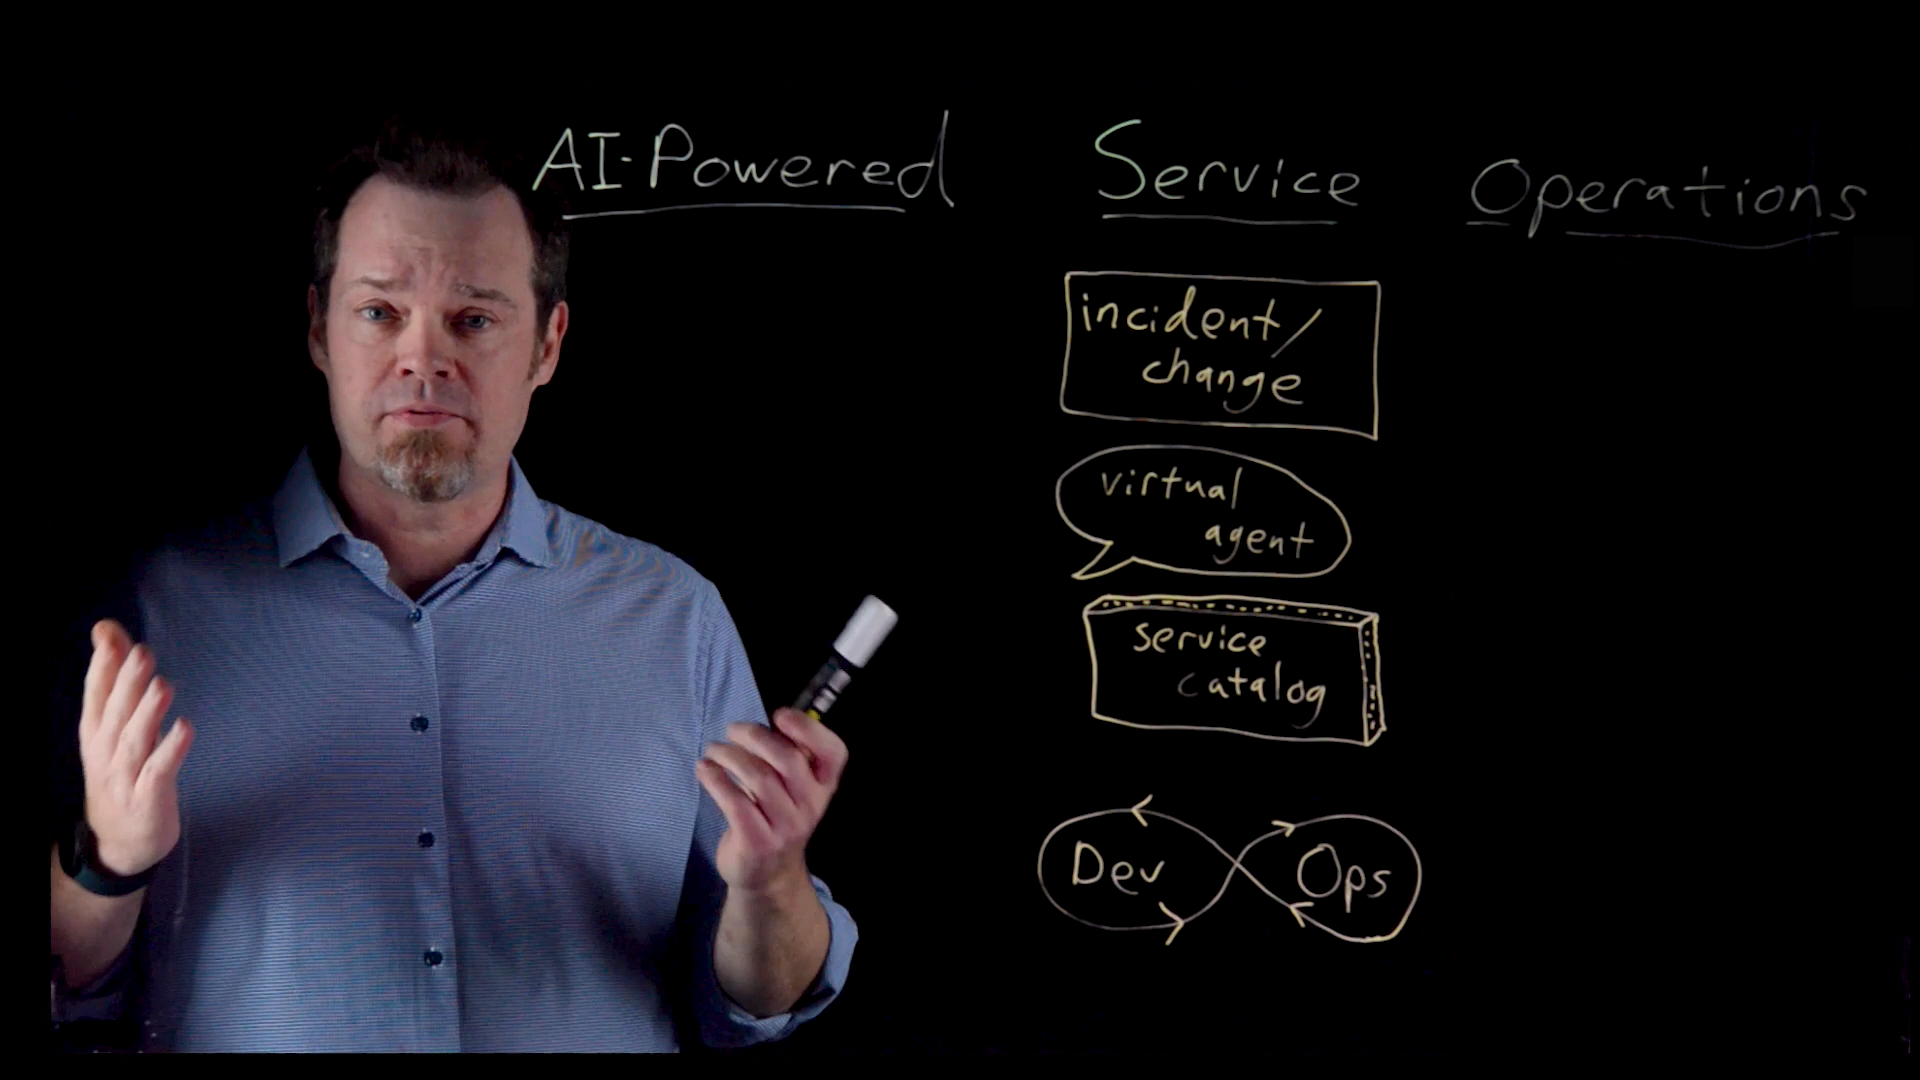 AI-Powered Service Operations
incident/
change
virtual
agent
service
catalog
Dev Ops